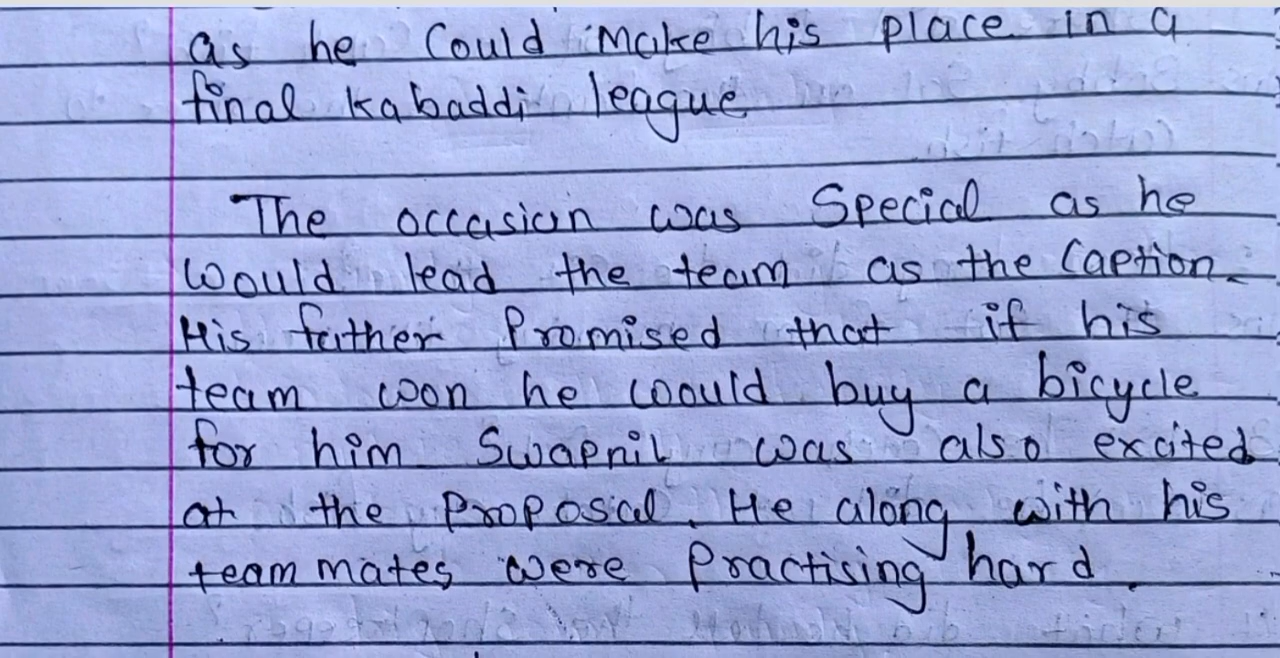 as he Could Make his place in a
final kabaddi league
The occasion was Special as he
would lead the team as the Caption.
His father Promised that if his
team won he woould buy a bicycle
for him Swapnil was also excited
at the Proposal. He along with his
team mates were Practising hard.